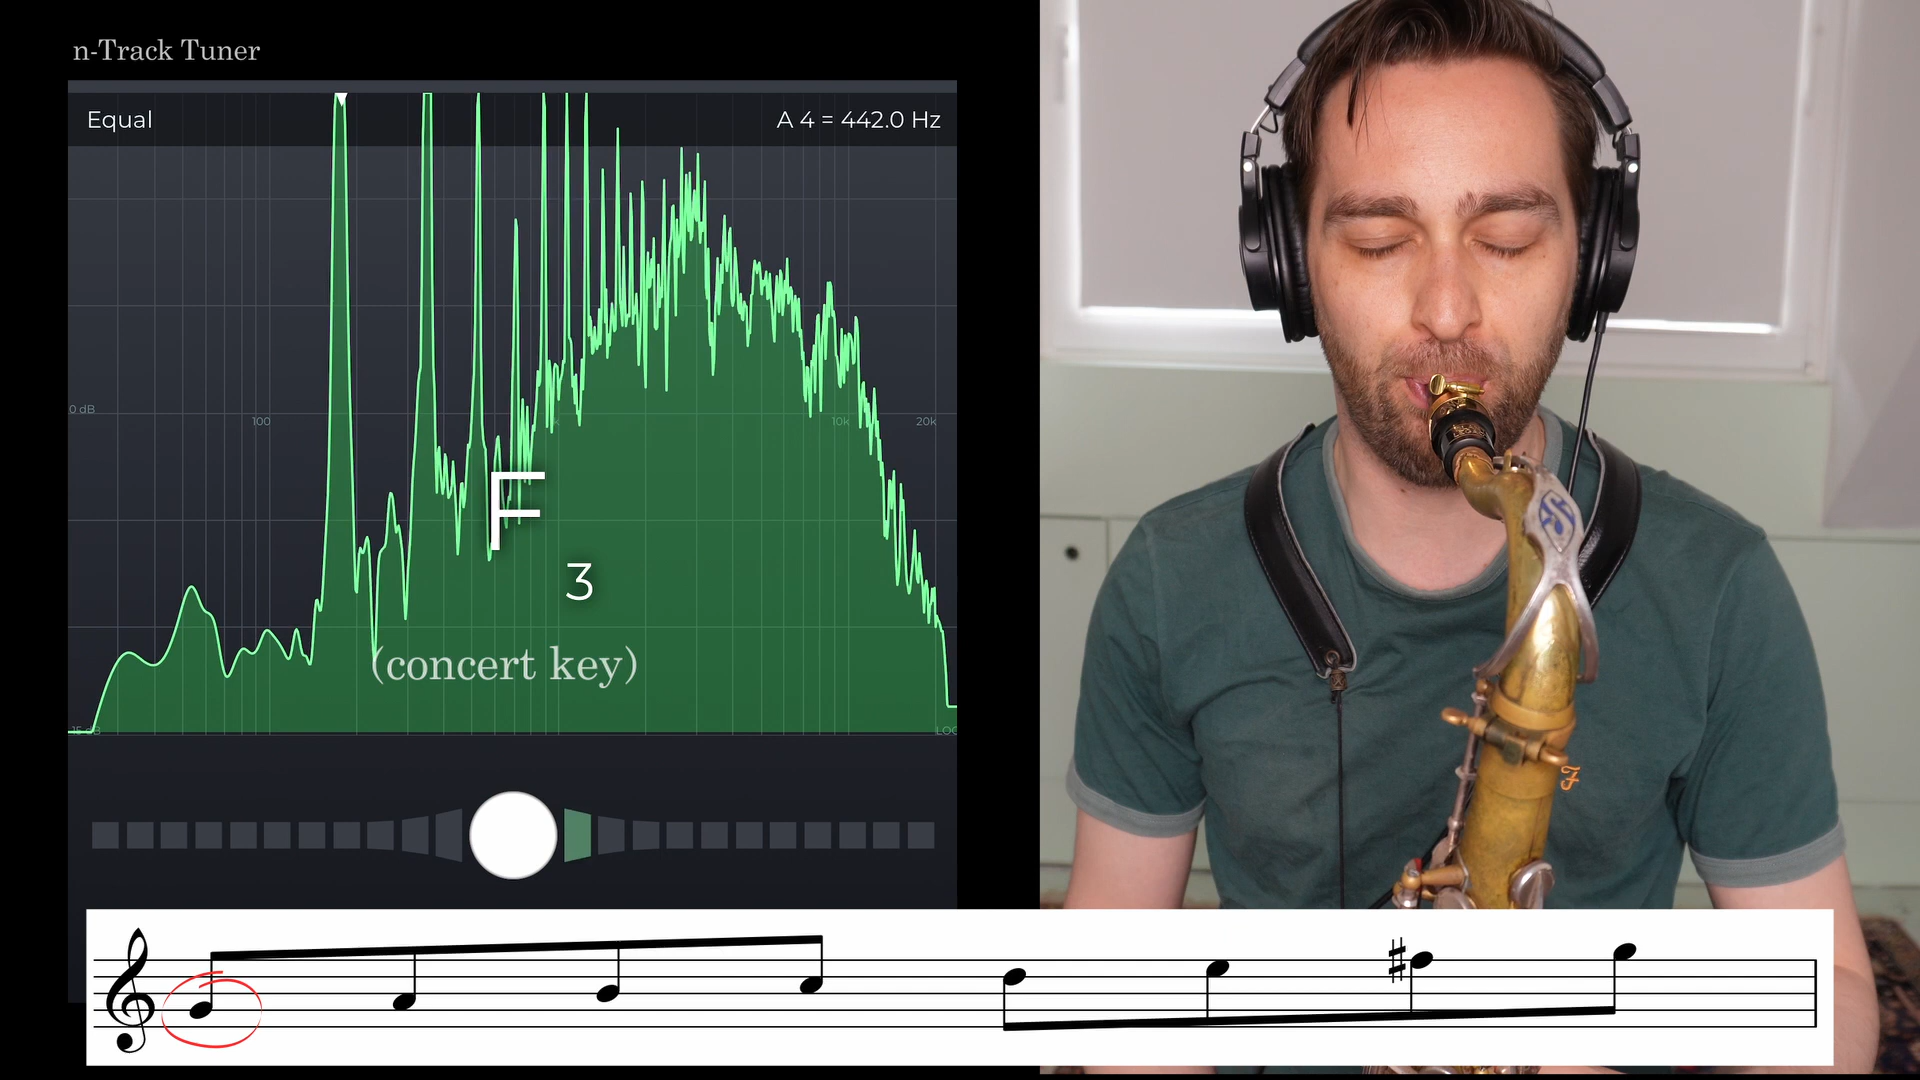 n-Track Tuner
Equal
A 4 = 442.0 Hz
0 dB
100
10k
20k
F
3
(concert key)